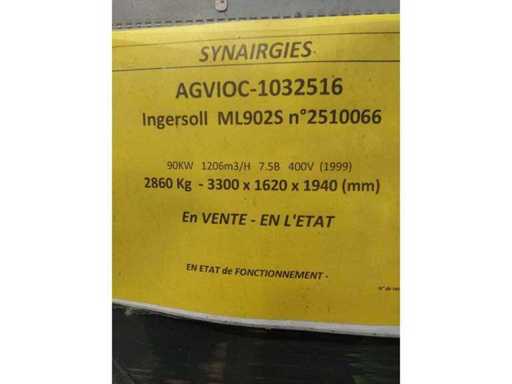 SYNAIRGIES
AGVIOC-1032516
Ingersoll ML902S n°2510066
90KW 1206m3/H 7.5B 400V (1999)
2860 Kg - 3300 x 1620 x 1940 (mm)
En VENTE - EN L'ETAT
EN ETAT de FONCTIONNEMENT -
N° de